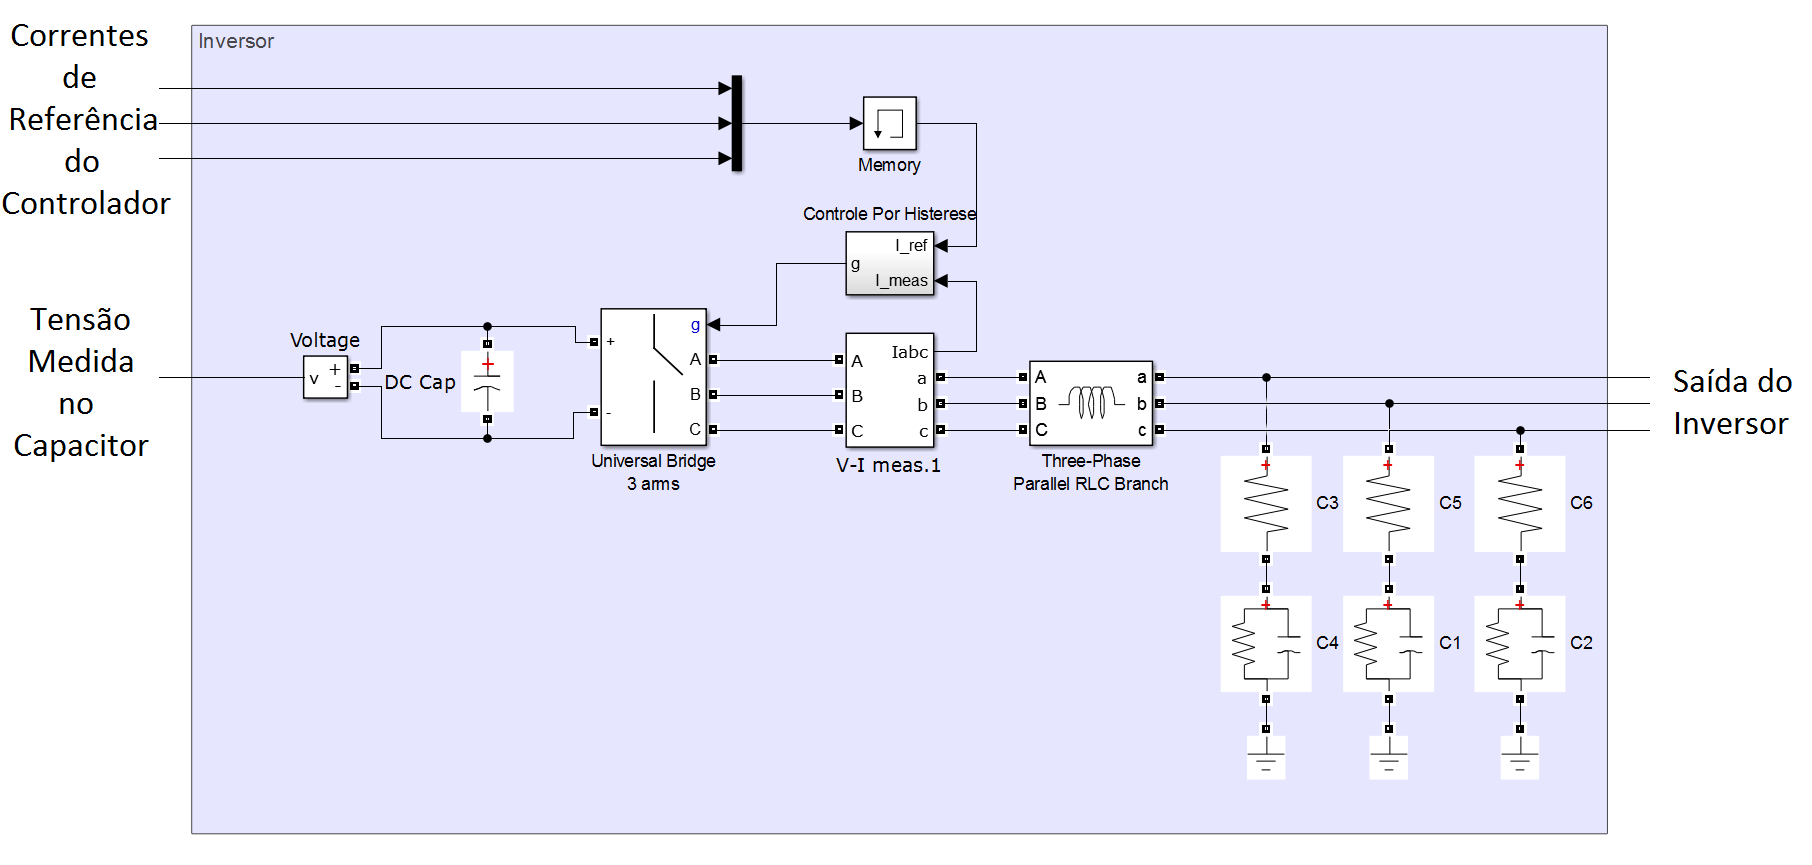 Correntes
de
Referência
do
Controlador
Inversor
Memory
Controle Por Histerese
I_ref
g
I_meas
Tensão
Medida
no
Capacitor
Voltage
v
+
-
DC Cap
+
+
-
g
A
B
C
Universal Bridge
3 arms
A
B
C
Iabc
a
b
c
V-I meas.1
A
B
C
a
b
c
Three-Phase
Parallel RLC Branch
Saída do
Inversor
+
C3
+
C5
+
C6
+
C4
+
C1
+
C2